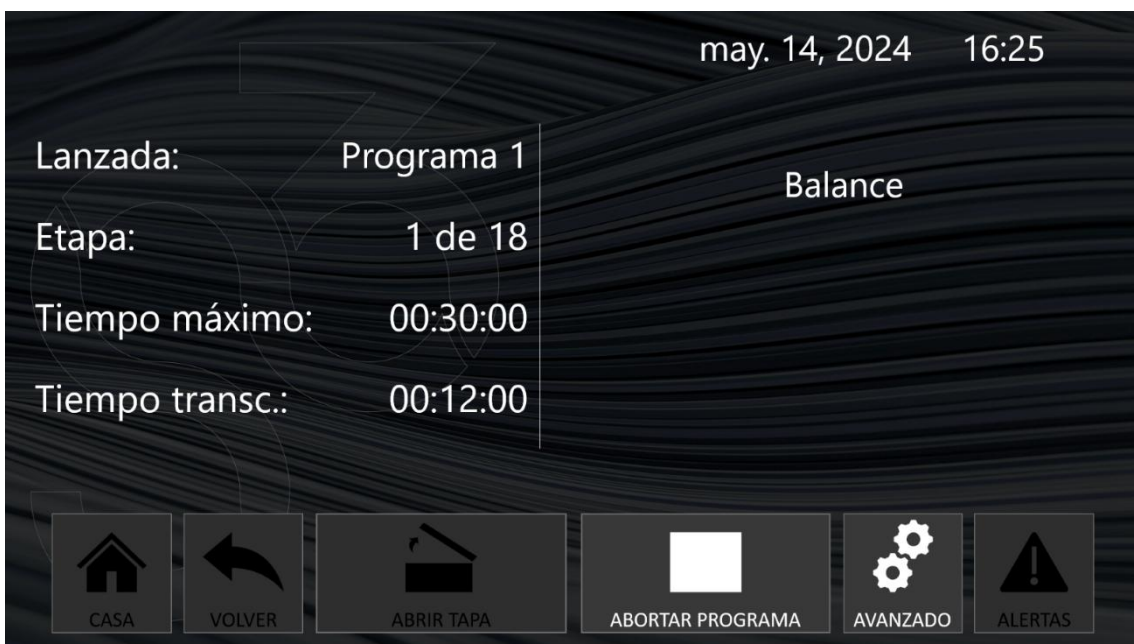 may. 14, 2024 16:25
Lanzada: Programa 1
Etapa: 1 de 18
Tiempo máximo: 00:30:00
Tiempo transc.: 00:12:00
Balance
CASA
VOLVER
ABRIR TAPA
ABORTAR PROGRAMA
AVANZADO
ALERTAS